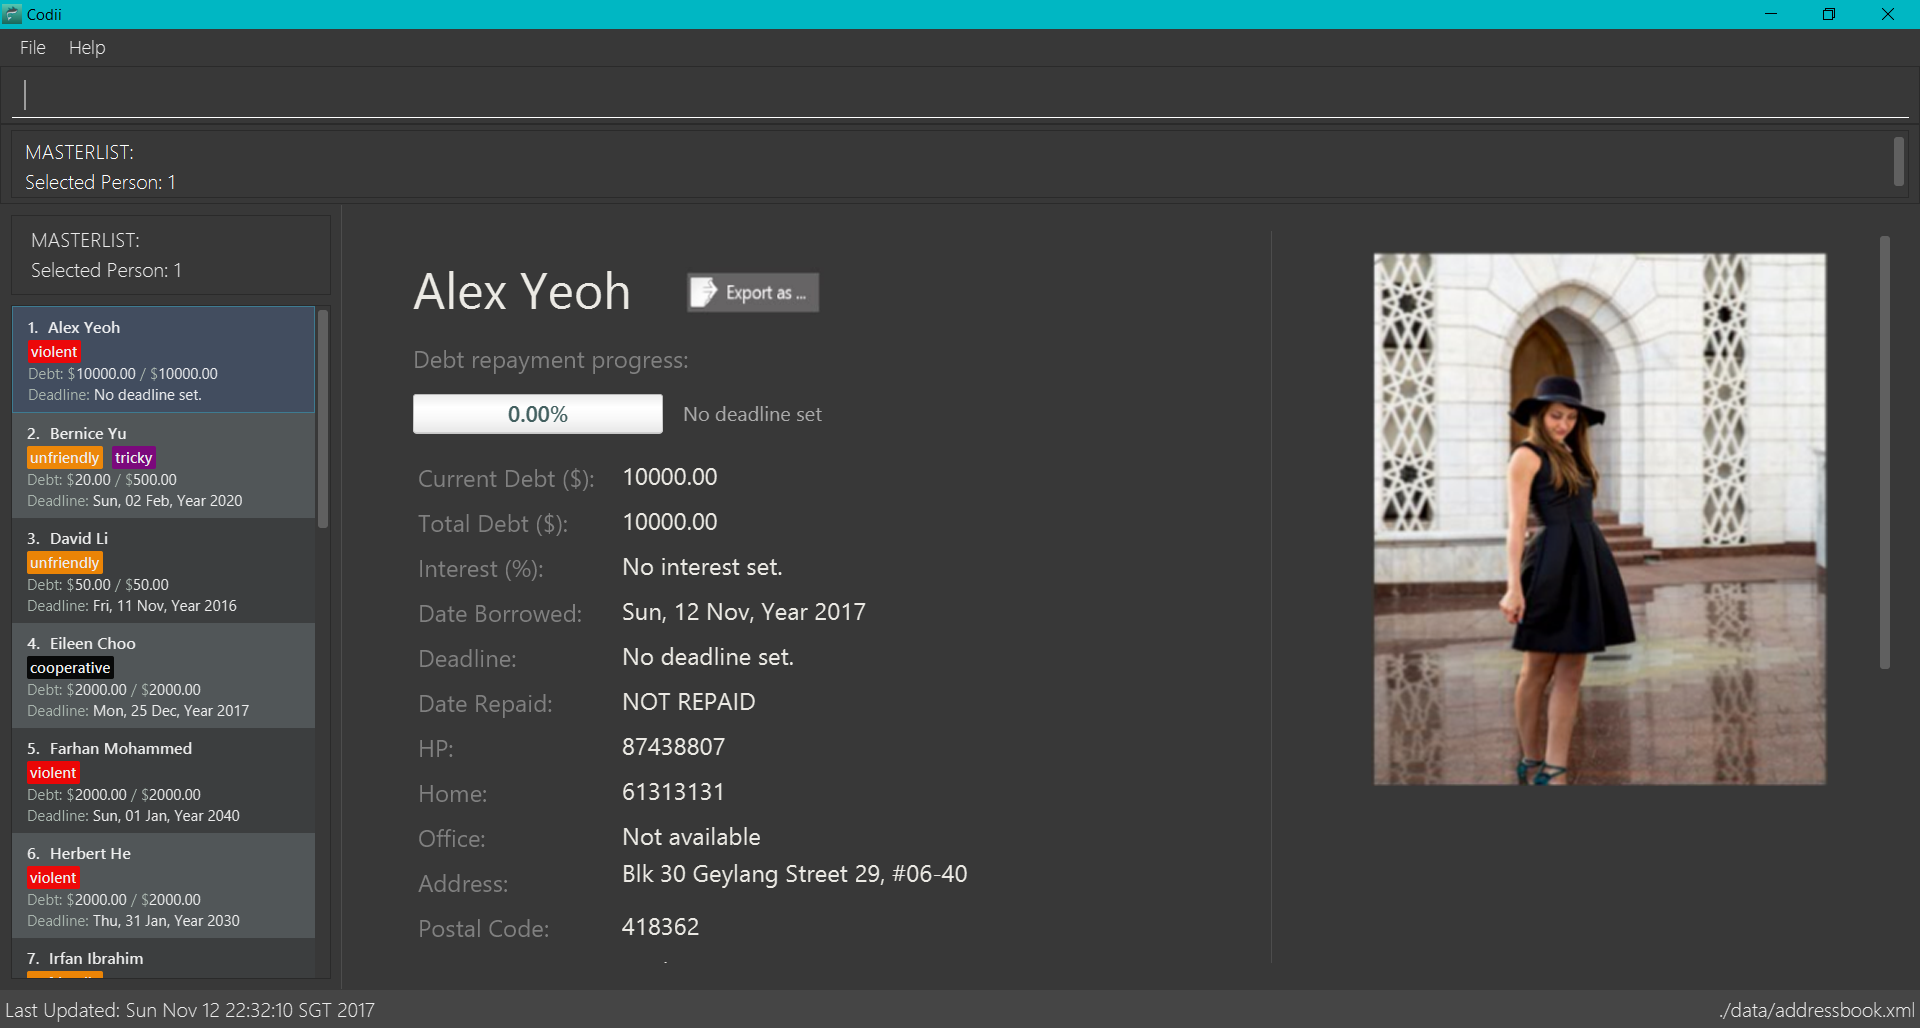 Codii
File Help
MASTERLIST:
Selected Person: 1
MASTERLIST:
Selected Person: 1
1. Alex Yeoh
violent
Debt: $10000.00 / $10000.00
Deadline: No deadline set.
2. Bernice Yu
unfriendly tricky
Debt: $20.00 / $500.00
Deadline: Sun, 02 Feb, Year 2020
3. David Li
unfriendly
Debt: $50.00 / $50.00
Deadline: Fri, 11 Nov, Year 2016
4. Eileen Choo
cooperative
Debt: $2000.00 / $2000.00
Deadline: Mon, 25 Dec, Year 2017
5. Farhan Mohammed
violent
Debt: $2000.00 / $2000.00
Deadline: Sun, 01 Jan, Year 2040
6. Herbert He
violent
Debt: $2000.00 / $2000.00
Deadline: Thu, 31 Jan, Year 2030
7. Irfan Ibrahim
Alex Yeoh
Export as ...
Debt repayment progress:
0.00% No deadline set
Current Debt ($): 10000.00
Total Debt ($): 10000.00
Interest (%): No interest set.
Date Borrowed: Sun, 12 Nov, Year 2017
Deadline: No deadline set.
Date Repaid: NOT REPAID
HP: 87438807
Home: 61313131
Office: Not available
Address: Blk 30 Geylang Street 29, #06-40
Postal Code: 418362
Last Updated: Sun Nov 12 22:32:10 SGT 2017
./data/addressbook.xml